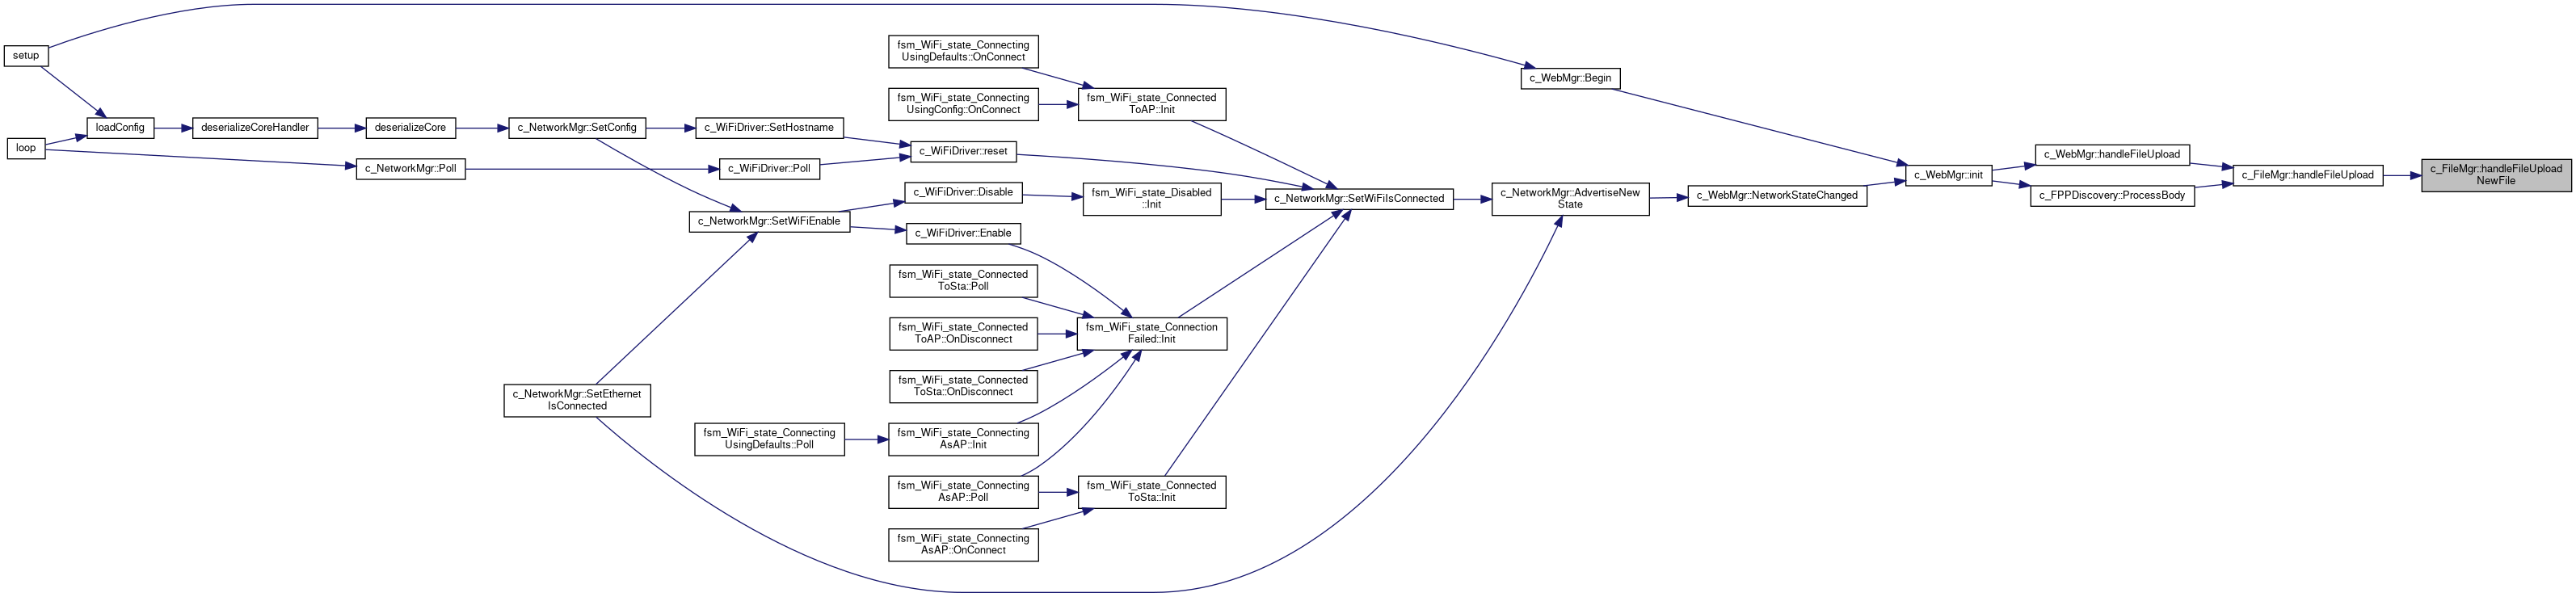 setup
loop
loadConfig
deserializeCoreHandler
deserializeCore
c_NetworkMgr::Poll
c_NetworkMgr::SetConfig
c_NetworkMgr::SetEthernet
IsConnected
c_WiFiDriver::SetHostname
c_WiFiDriver::Poll
c_NetworkMgr::SetWiFiEnable
fsm_WiFi_state_Connecting
UsingDefaults::Poll
fsm_WiFi_state_Connecting
UsingDefaults::OnConnect
fsm_WiFi_state_Connecting
UsingConfig::OnConnect
c_WiFiDriver::reset
c_WiFiDriver::Disable
c_WiFiDriver::Enable
fsm_WiFi_state_Connected
ToSta::Poll
fsm_WiFi_state_Connected
ToAP::OnDisconnect
fsm_WiFi_state_Connected
ToSta::OnDisconnect
fsm_WiFi_state_Connecting
AsAP::Init
fsm_WiFi_state_Connecting
AsAP::Poll
fsm_WiFi_state_Connecting
AsAP::OnConnect
fsm_WiFi_state_Connected
ToAP::Init
fsm_WiFi_state_Disabled
::Init
fsm_WiFi_state_Connection
Failed::Init
fsm_WiFi_state_Connected
ToSta::Init
c_NetworkMgr::SetWiFiIsConnected
c_WebMgr::Begin
c_NetworkMgr::AdvertiseNew
State
c_WebMgr::NetworkStateChanged
c_WebMgr::init
c_WebMgr::handleFileUpload
c_FPPDiscovery::ProcessBody
c_FileMgr::handleFileUpload
c_FileMgr::handleFileUpload
NewFile